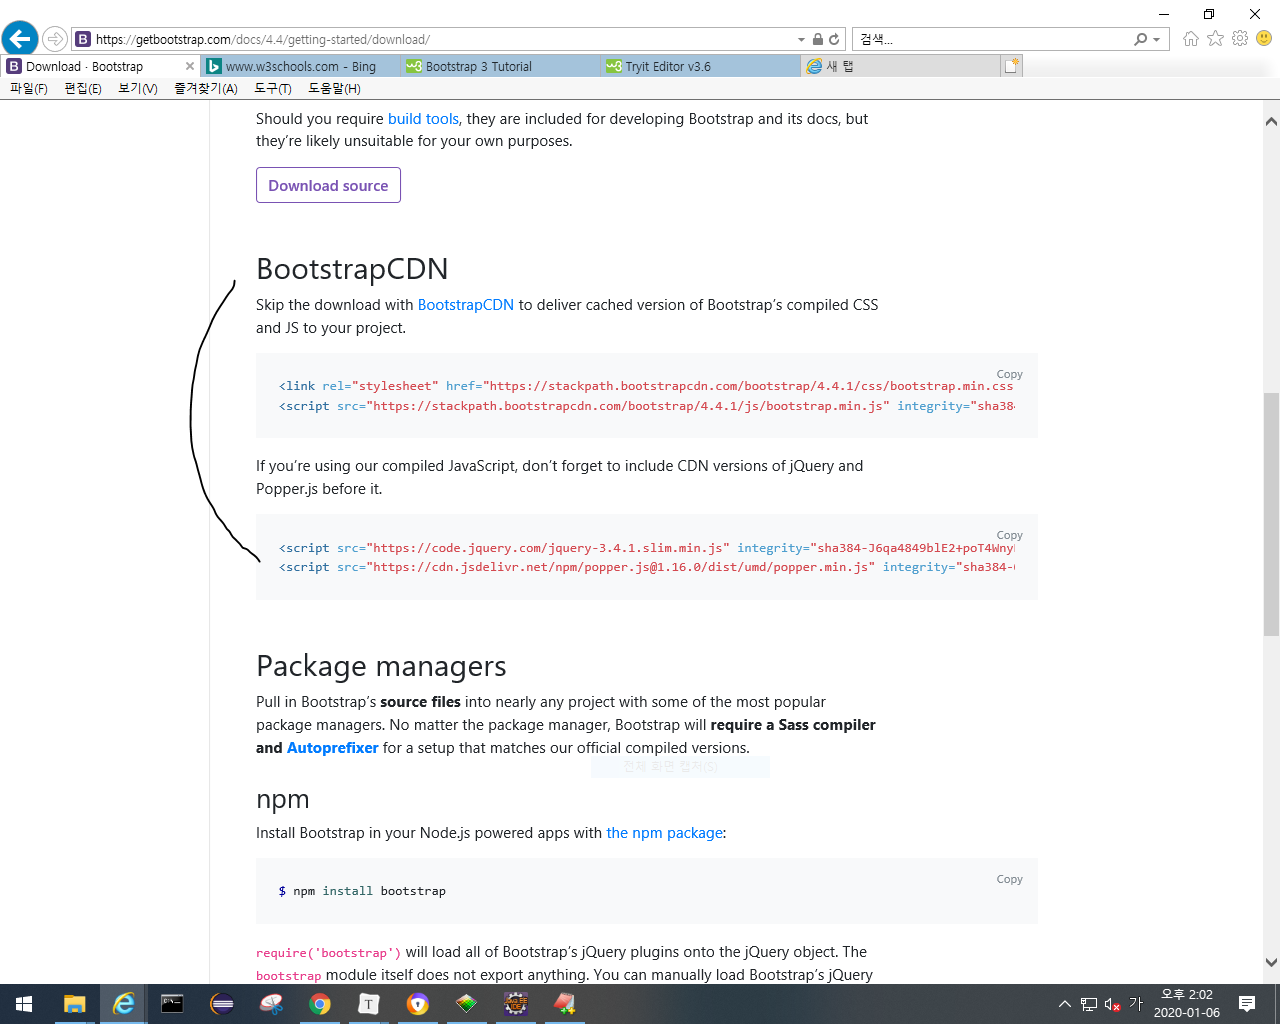 https://getbootstrap.com/docs/4.4/getting-started/download/
검색...
Download · Bootstrap
www.w3schools.com - Bing
Bootstrap 3 Tutorial
Tryit Editor v3.6
새 탭
파일(F) 편집(E) 보기(V) 즐겨찾기(A) 도구(T) 도움말(H)
Should you require build tools, they are included for developing Bootstrap and its docs, but
they're likely unsuitable for your own purposes.
Download source
BootstrapCDN
Skip the download with BootstrapCDN to deliver cached version of Bootstrap's compiled CSS
and JS to your project.
Copy
<link rel="stylesheet" href="https://stackpath.bootstrapcdn.com/bootstrap/4.4.1/css/bootstrap.min.css
<script src="https://stackpath.bootstrapcdn.com/bootstrap/4.4.1/js/bootstrap.min.js" integrity="sha384
If you're using our compiled JavaScript, don't forget to include CDN versions of jQuery and
Popper.js before it.
Copy
<script src="https://code.jquery.com/jquery-3.4.1.slim.min.js" integrity="sha384-J6qa4849blE2+poT4Wny
<script src="https://cdn.jsdelivr.net/npm/popper.js@1.16.0/dist/umd/popper.min.js" integrity="sha384-
Package managers
Pull in Bootstrap's source files into nearly any project with some of the most popular
package managers. No matter the package manager, Bootstrap will require a Sass compiler
and Autoprefixer for a setup that matches our official compiled versions.
전체 화면 캡처(S)
npm
Install Bootstrap in your Node.js powered apps with the npm package:
Copy
$ npm install bootstrap
require('bootstrap') will load all of Bootstrap's jQuery plugins onto the jQuery object. The
bootstrap module itself does not export anything. You can manually load Bootstrap's jQuery
가
오후 2:02
2020-01-06